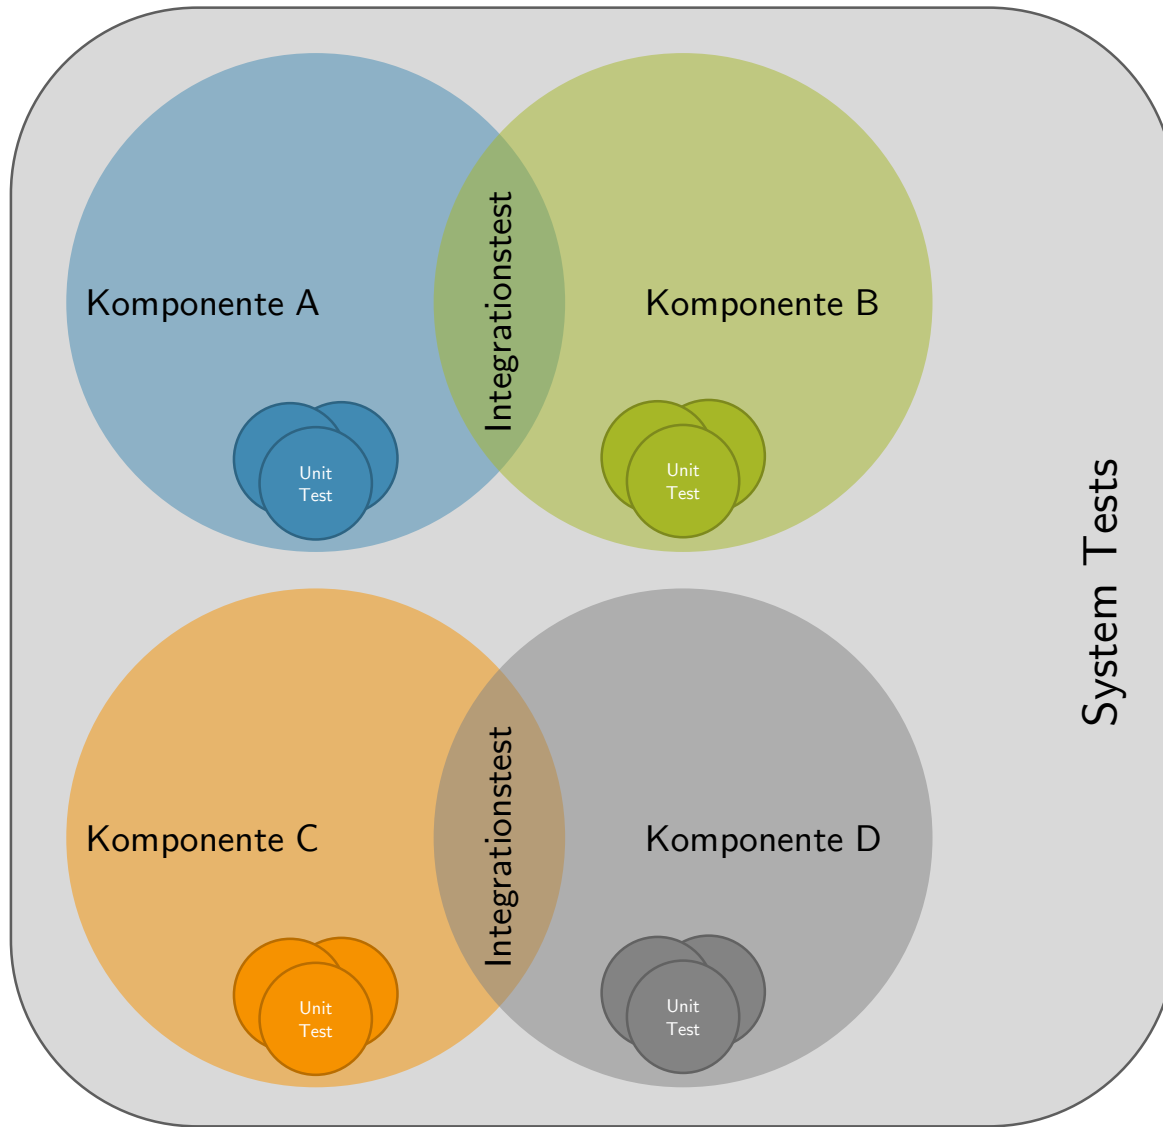 Komponente A
Integrationstest
Komponente B
Unit
Test
Unit
Test
System Tests
Komponente C
Integrationstest
Komponente D
Unit
Test
Unit
Test